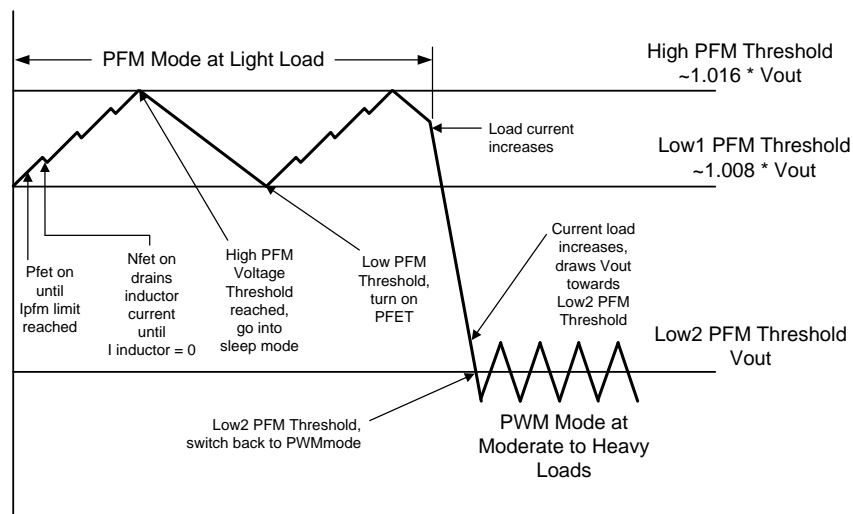 PFM Mode at Light Load
High PFM Threshold
~1.016 * Vout
Load current
increases
Low1 PFM Threshold
~1.008 * Vout
Pfet on
until
Ipfm limit
reached
Nfet on
drains
inductor
current
until
I inductor = 0
High PFM
Voltage
Threshold
reached,
go into
sleep mode
Low PFM
Threshold,
turn on
PFET
Current load
increases,
draws Vout
towards
Low2 PFM
Threshold
Low2 PFM Threshold
Vout
Low2 PFM Threshold,
switch back to PWMmode
PWM Mode at
Moderate to Heavy
Loads